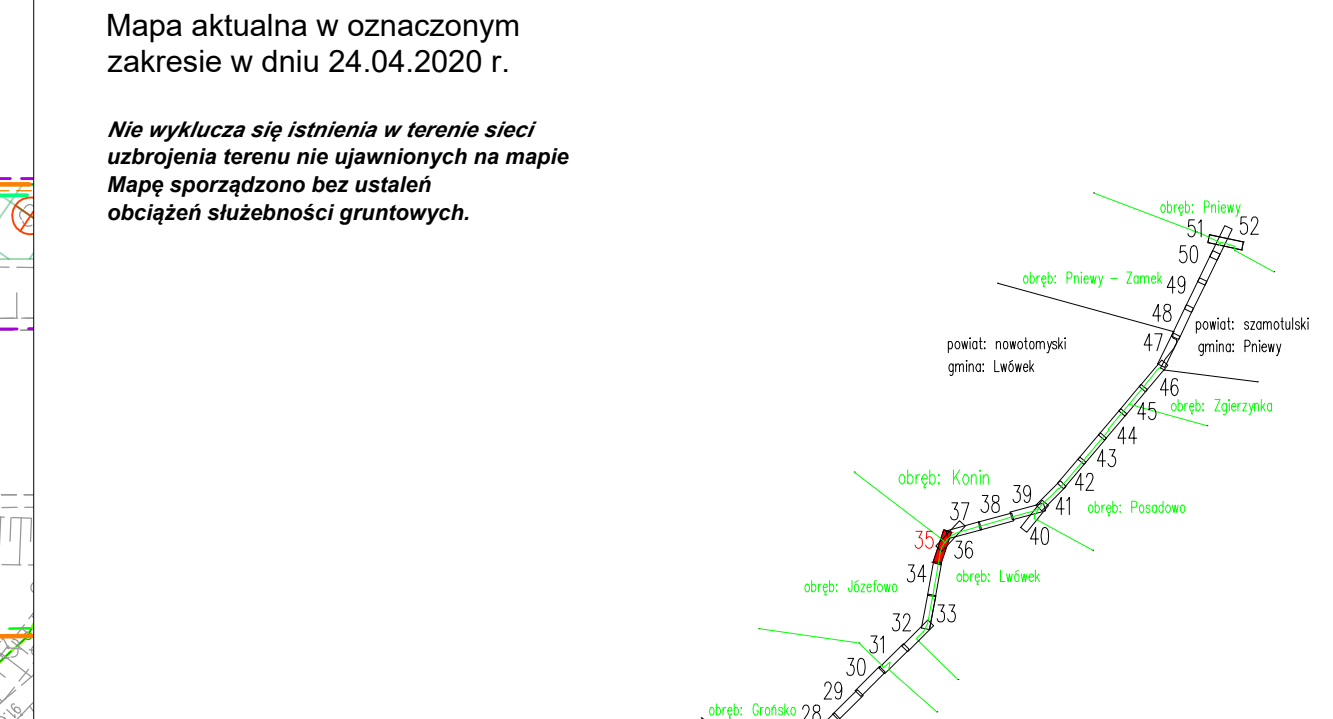 Mapa aktualna w oznaczonym
zakresie w dniu 24.04.2020 r.
Nie wyklucza się istnienia w terenie sieci
uzbrojenia terenu nie ujawnionych na mapie
Mapę sporządzono bez ustaleń
obciążeń służebności gruntowych.
obręb: Pniewy
51
52
50
obręb: Pniewy – Zamek
49
48
powiat: szamotulski
gmina: Pniewy
47
powiat: nowotomyski
gmina: Lwówek
46
45
obręb: Zgierzynka
44
43
obręb: Konin
42
39
41
obręb: Posadowo
38
37
40
35
36
34
obręb: Lwówek
obręb: Józefowo
33
32
31
30
29
obręb: Grońsko
28